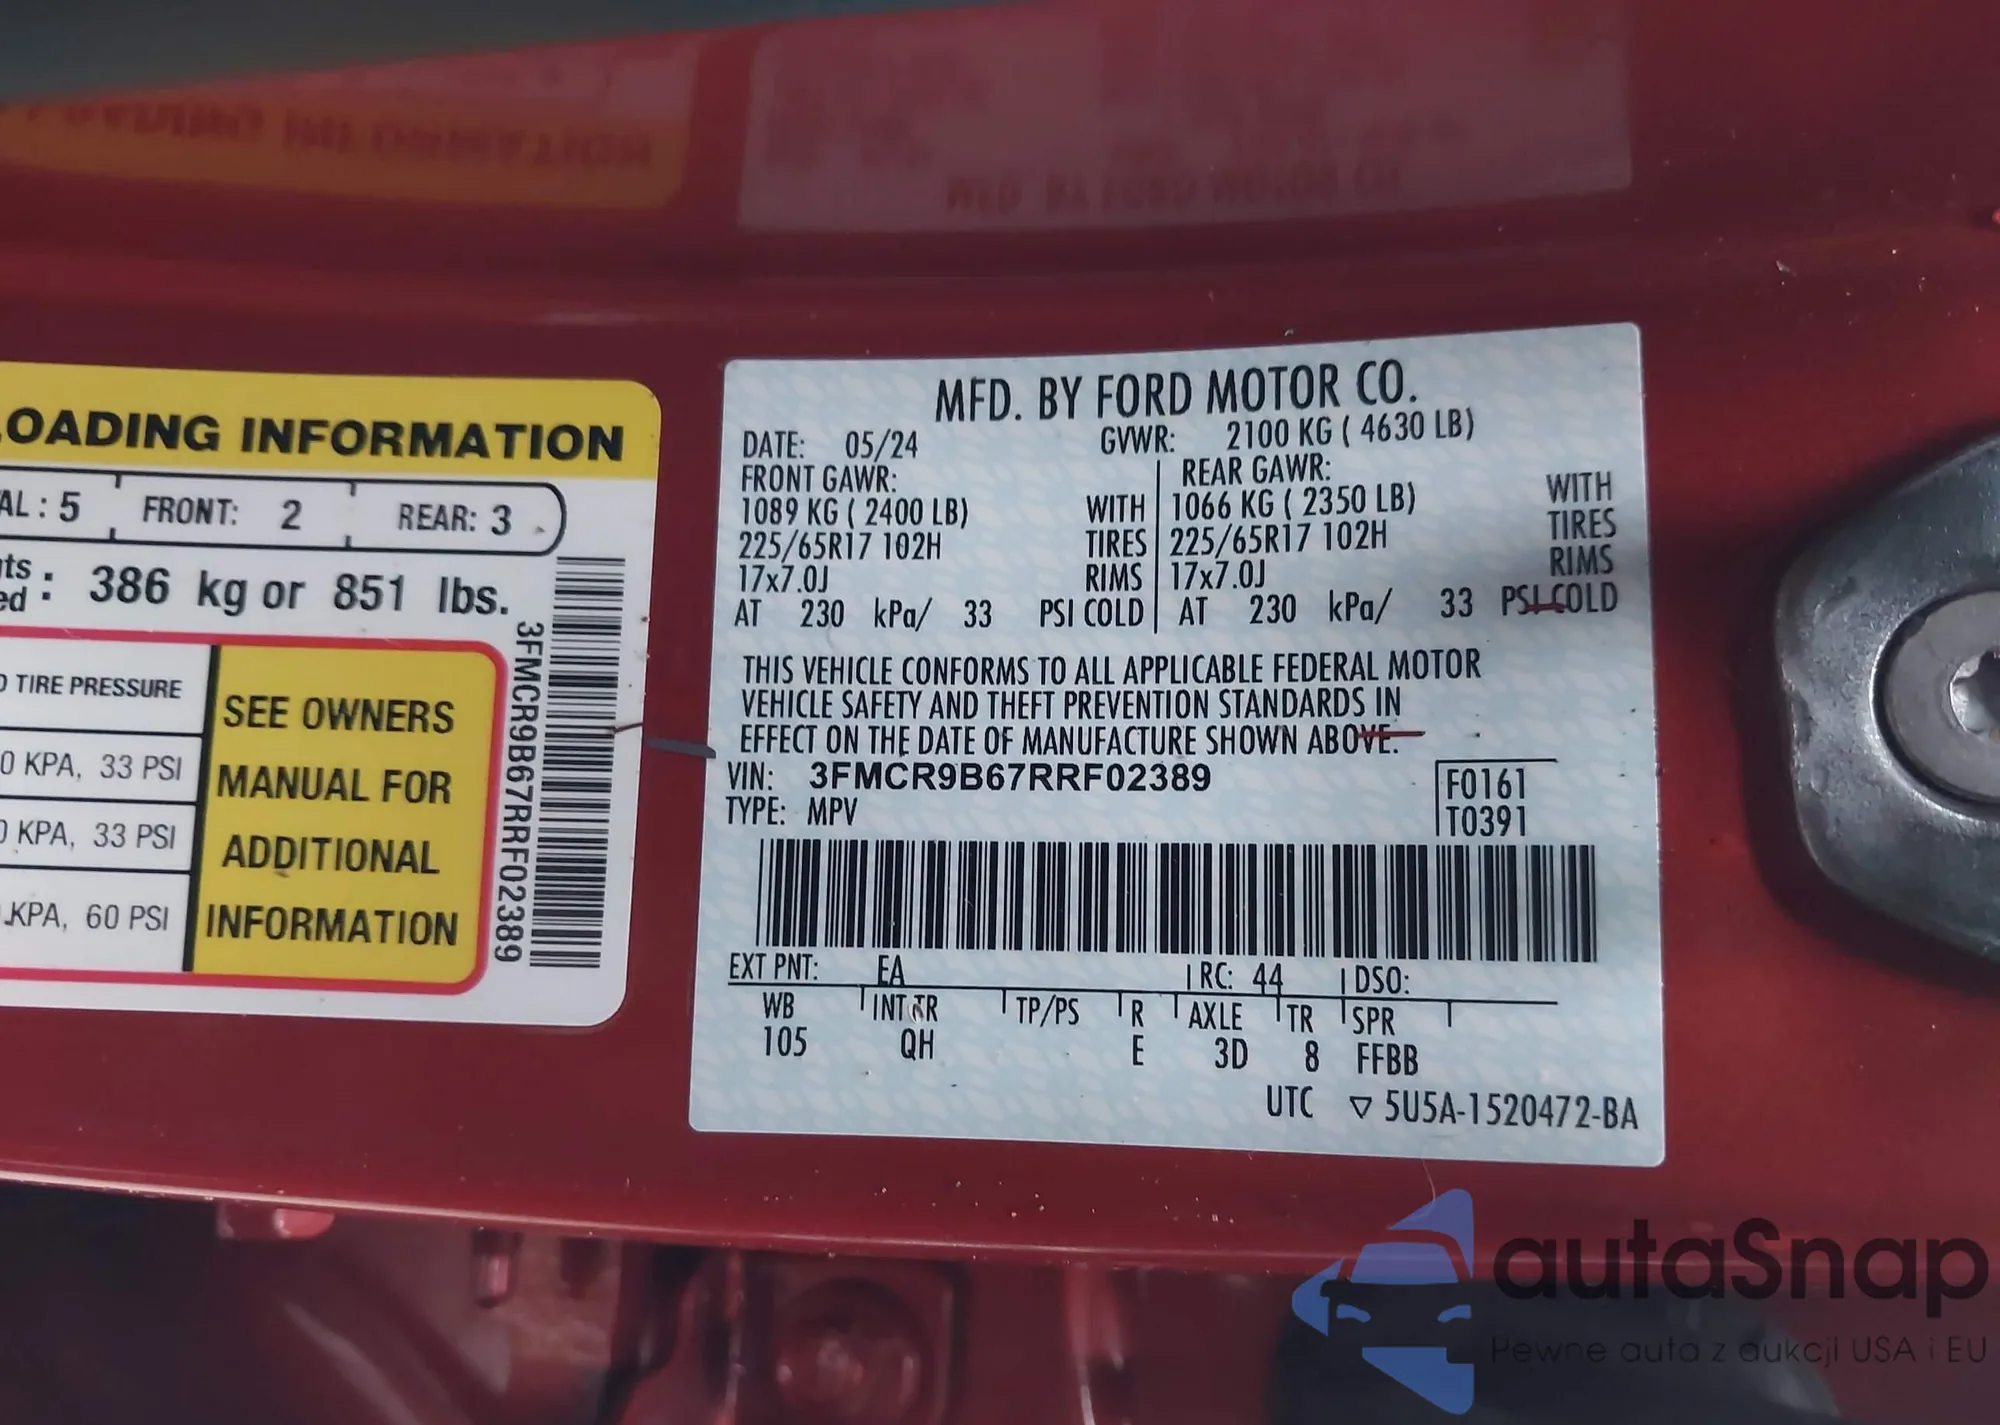 LOADING INFORMATION
AL : 5 FRONT: 2 REAR: 3
nts
ed : 386 kg or 851 lbs.
D TIRE PRESSURE
0 KPA, 33 PSI
0 KPA, 33 PSI
KPA, 60 PSI
SEE OWNERS
MANUAL FOR
ADDITIONAL
INFORMATION
3FMCR9B67RRF02389
MFD. BY FORD MOTOR CO.
DATE: 05/24 GVWR: 2100 KG ( 4630 LB)
FRONT GAWR: REAR GAWR:
1089 KG ( 2400 LB) WITH 1066 KG ( 2350 LB) WITH
225/65R17 102H TIRES 225/65R17 102H TIRES
17x7.0J RIMS 17x7.0J RIMS
AT 230 kPa/ 33 PSI COLD AT 230 kPa/ 33 PSI COLD
THIS VEHICLE CONFORMS TO ALL APPLICABLE FEDERAL MOTOR
VEHICLE SAFETY AND THEFT PREVENTION STANDARDS IN
EFFECT ON THE DATE OF MANUFACTURE SHOWN ABOVE.
VIN: 3FMCR9B67RRF02389 F0161
TYPE: MPV T0391
EXT PNT: EA RC: 44 DSO:
WB INT TR TP/PS R AXLE TR SPR
105 QH E 3D 8 FFBB
UTC ▽ 5U5A-1520472-BA
autaSnap
Pewne auta z aukcji USA i EU